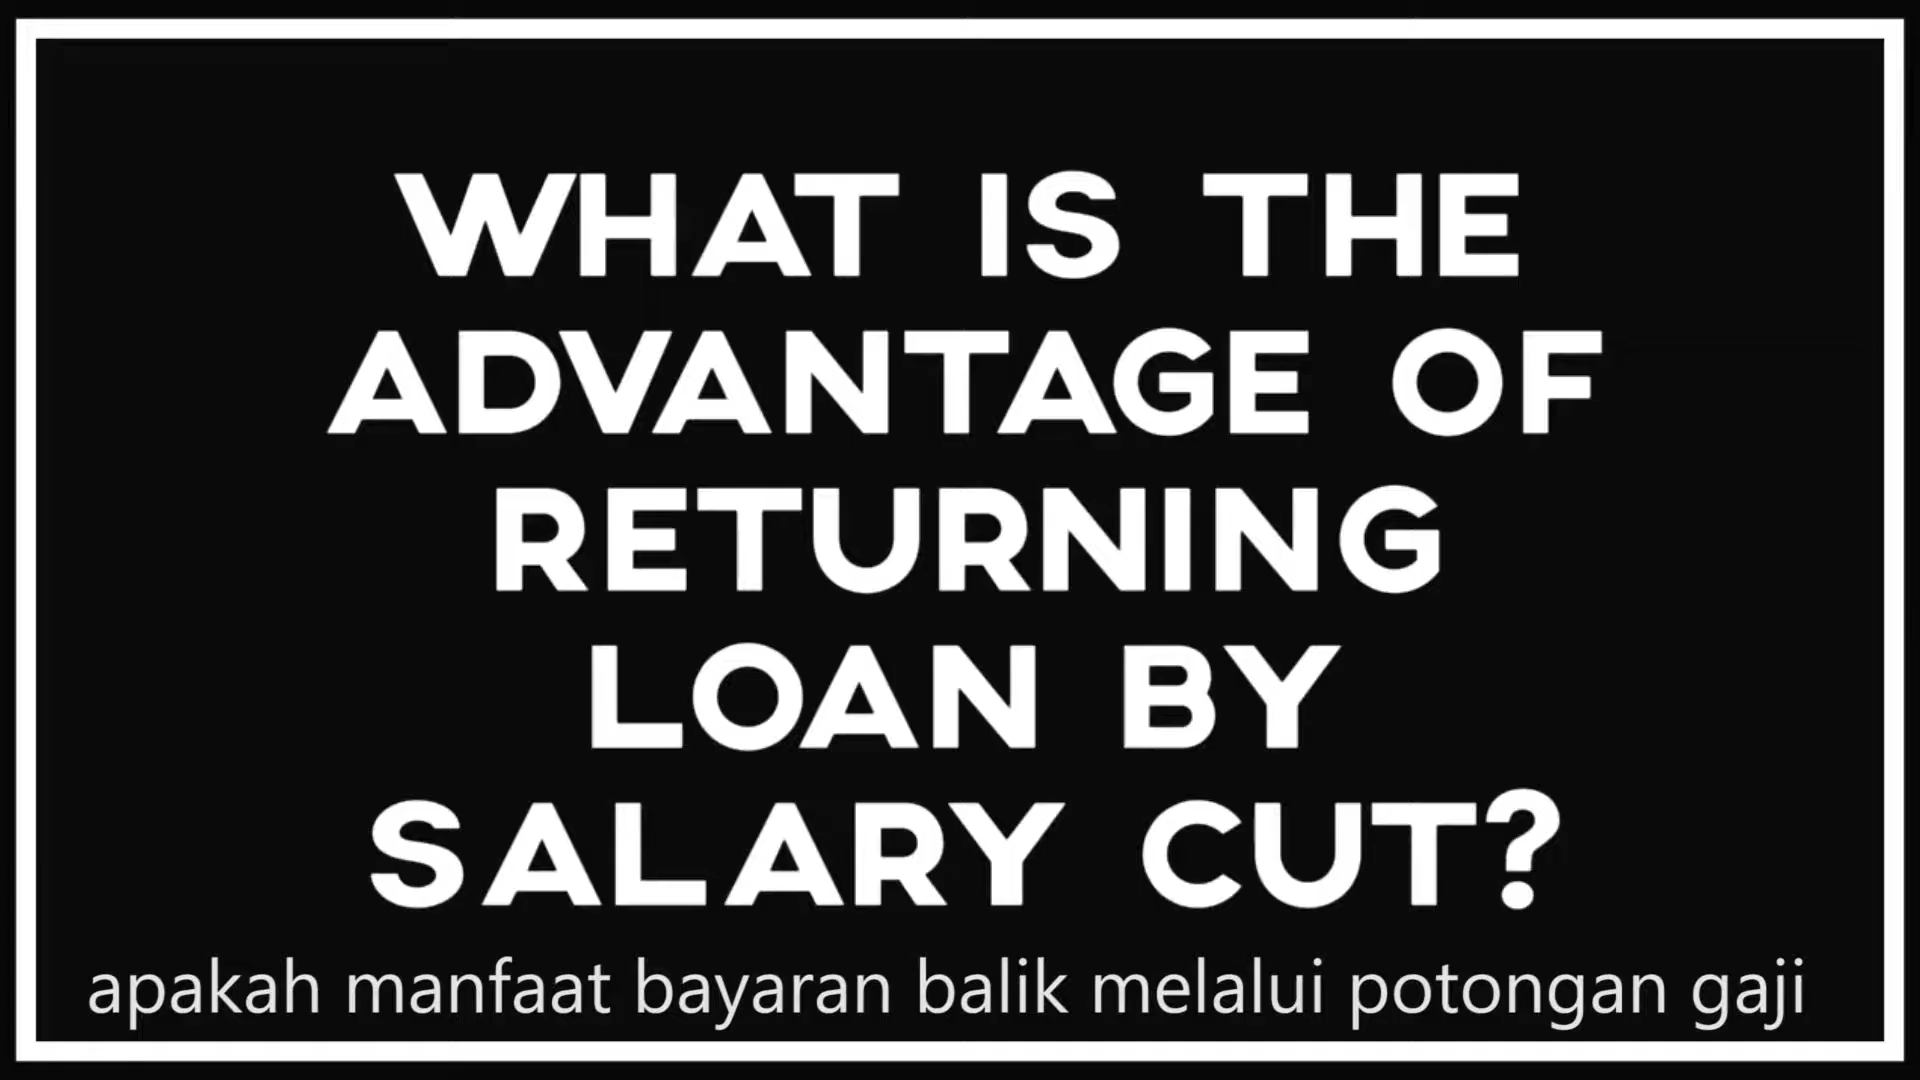 WHAT IS THE
ADVANTAGE OF
RETURNING
LOAN BY
SALARY CUT?
apakah manfaat bayaran balik melalui potongan gaji